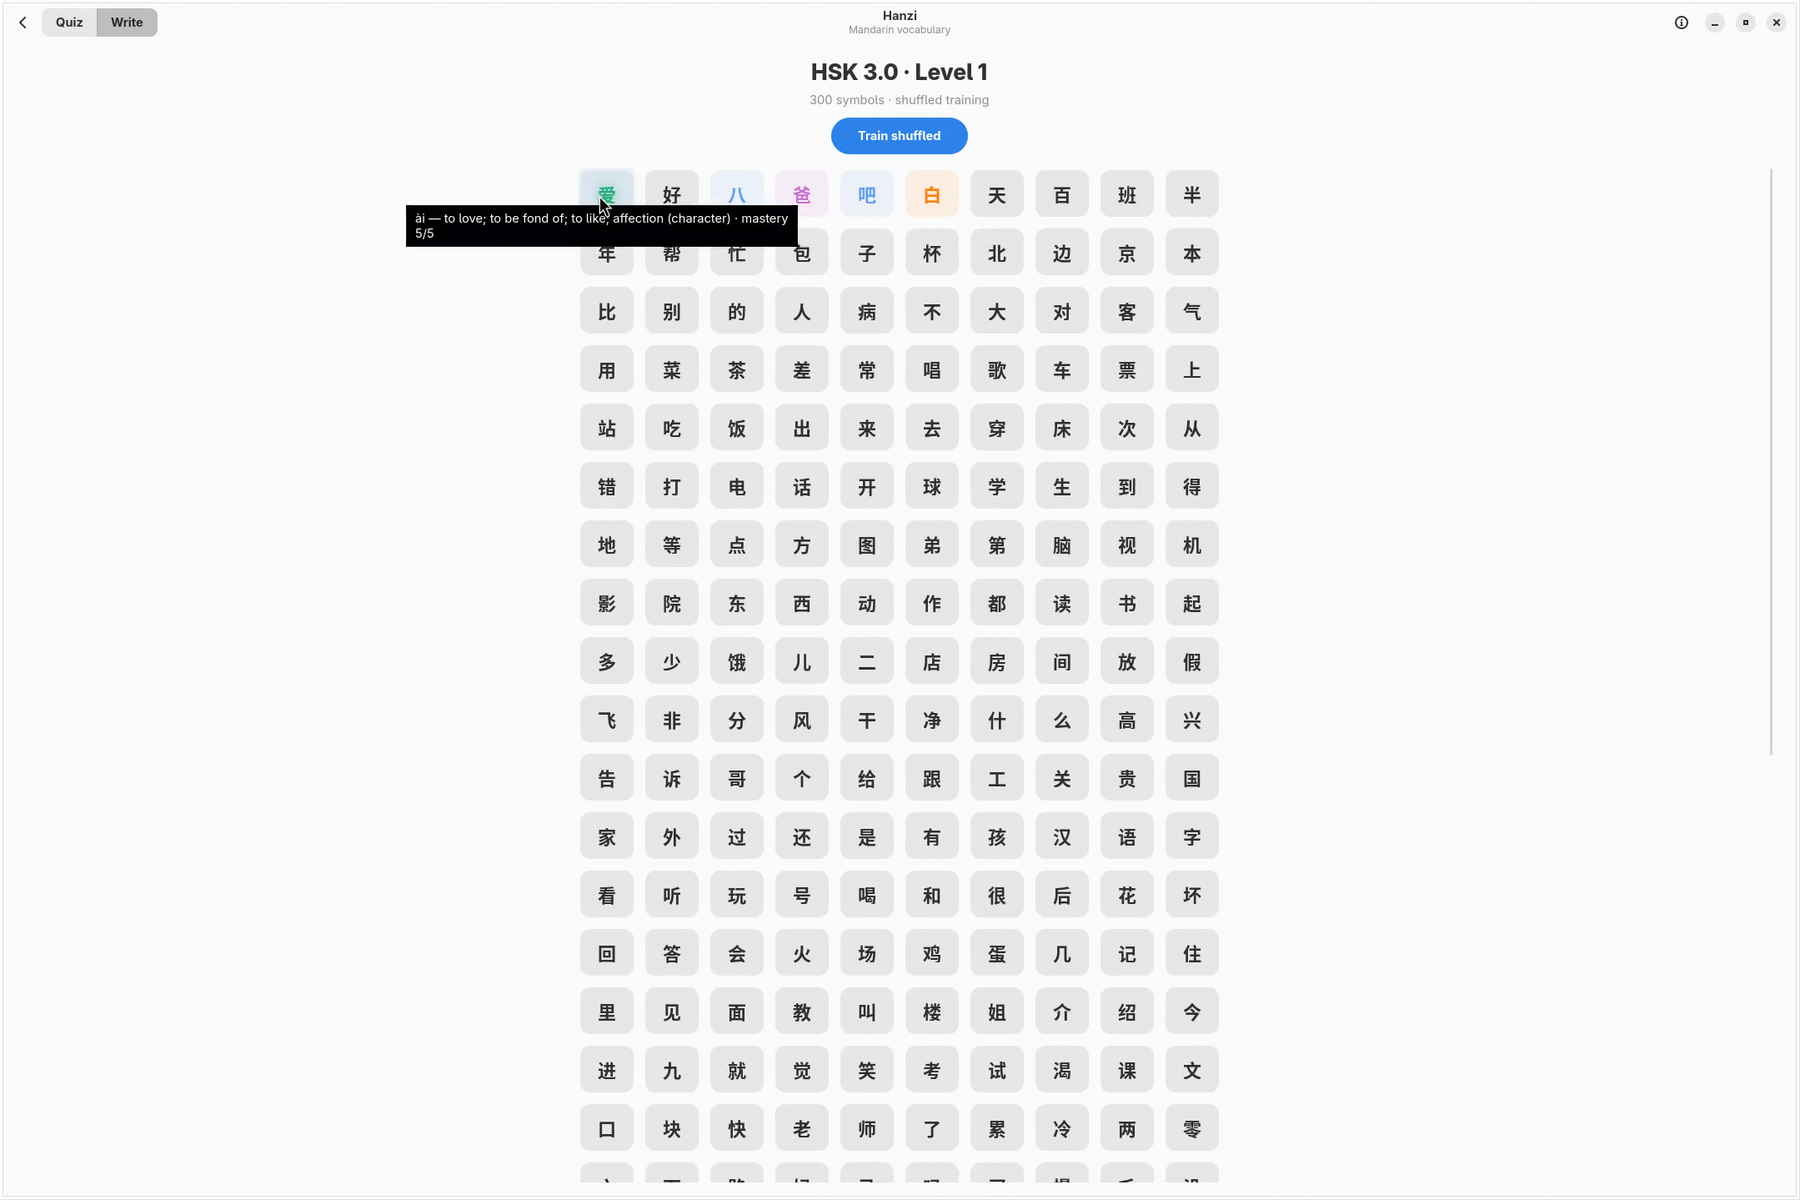 Quiz Write
Hanzi
Mandarin vocabulary
HSK 3.0 · Level 1
300 symbols · shuffled training
Train shuffled
爱 好 八 爸 吧 白 天 百 班 半
ài — to love; to be fond of; to like; affection (character) · mastery
5/5
年 帮 忙 包 子 杯 北 边 京 本
比 别 的 人 病 不 大 对 客 气
用 菜 茶 差 常 唱 歌 车 票 上
站 吃 饭 出 来 去 穿 床 次 从
错 打 电 话 开 球 学 生 到 得
地 等 点 方 图 弟 第 脑 视 机
影 院 东 西 动 作 都 读 书 起
多 少 饿 儿 二 店 房 间 放 假
飞 非 分 风 干 净 什 么 高 兴
告 诉 哥 个 给 跟 工 关 贵 国
家 外 过 还 是 有 孩 汉 语 字
看 听 玩 号 喝 和 很 后 花 坏
回 答 会 火 场 鸡 蛋 几 记 住
里 见 面 教 叫 楼 姐 介 绍 今
进 九 就 觉 笑 考 试 渴 课 文
口 块 快 老 师 了 累 冷 两 零